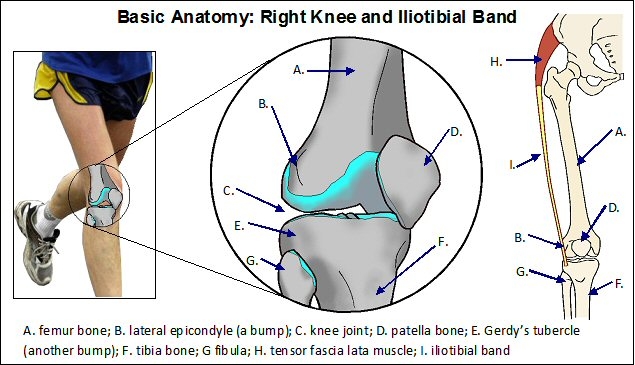 Basic Anatomy: Right Knee and Iliotibial Band
A.
B.
C.
D.
E.
F.
G.
H.
I.
A.
B.
D.
G.
F.
A. femur bone; B. lateral epicondyle (a bump); C. knee joint; D. patella bone; E. Gerdy's tubercle
(another bump); F. tibia bone; G fibula; H. tensor fascia lata muscle; I. iliotibial band